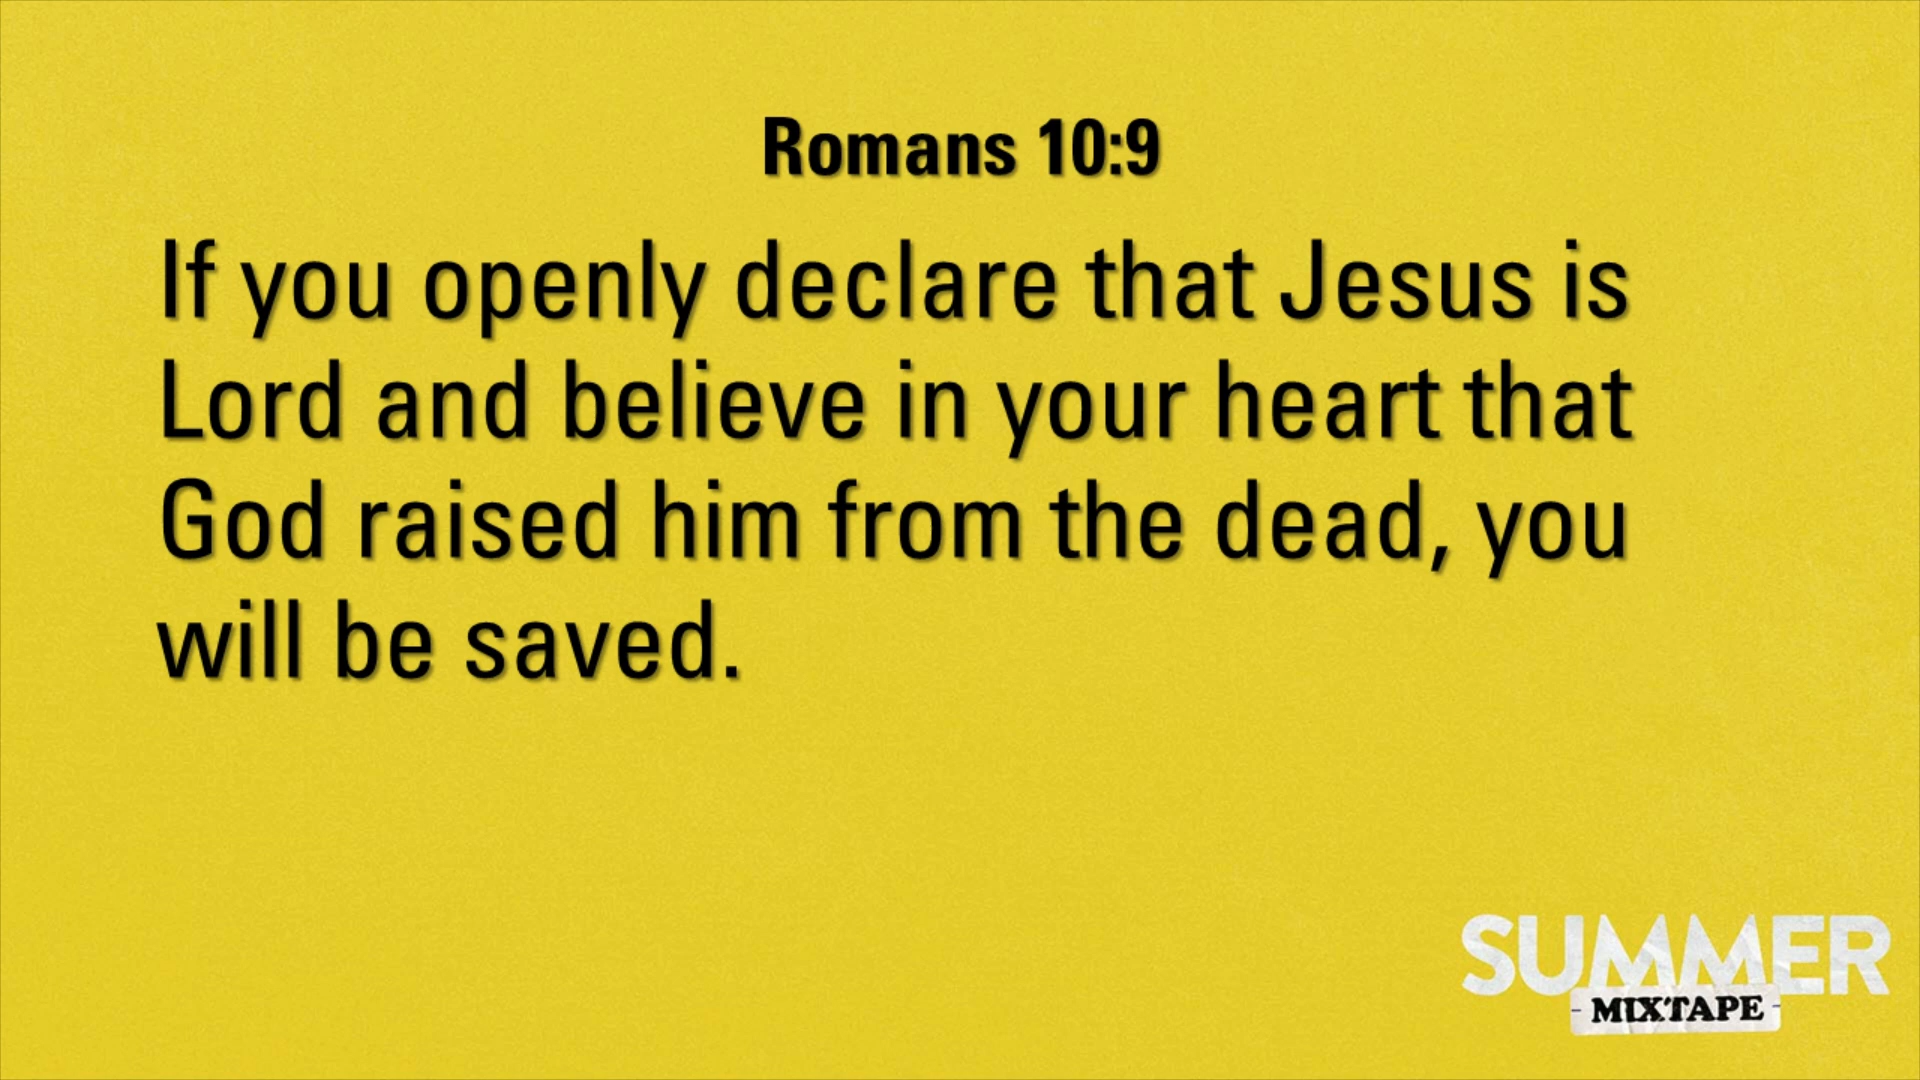 Romans 10:9
If you openly declare that Jesus is
Lord and believe in your heart that
God raised him from the dead, you
will be saved.
SUMMER
- MIXTAPE -